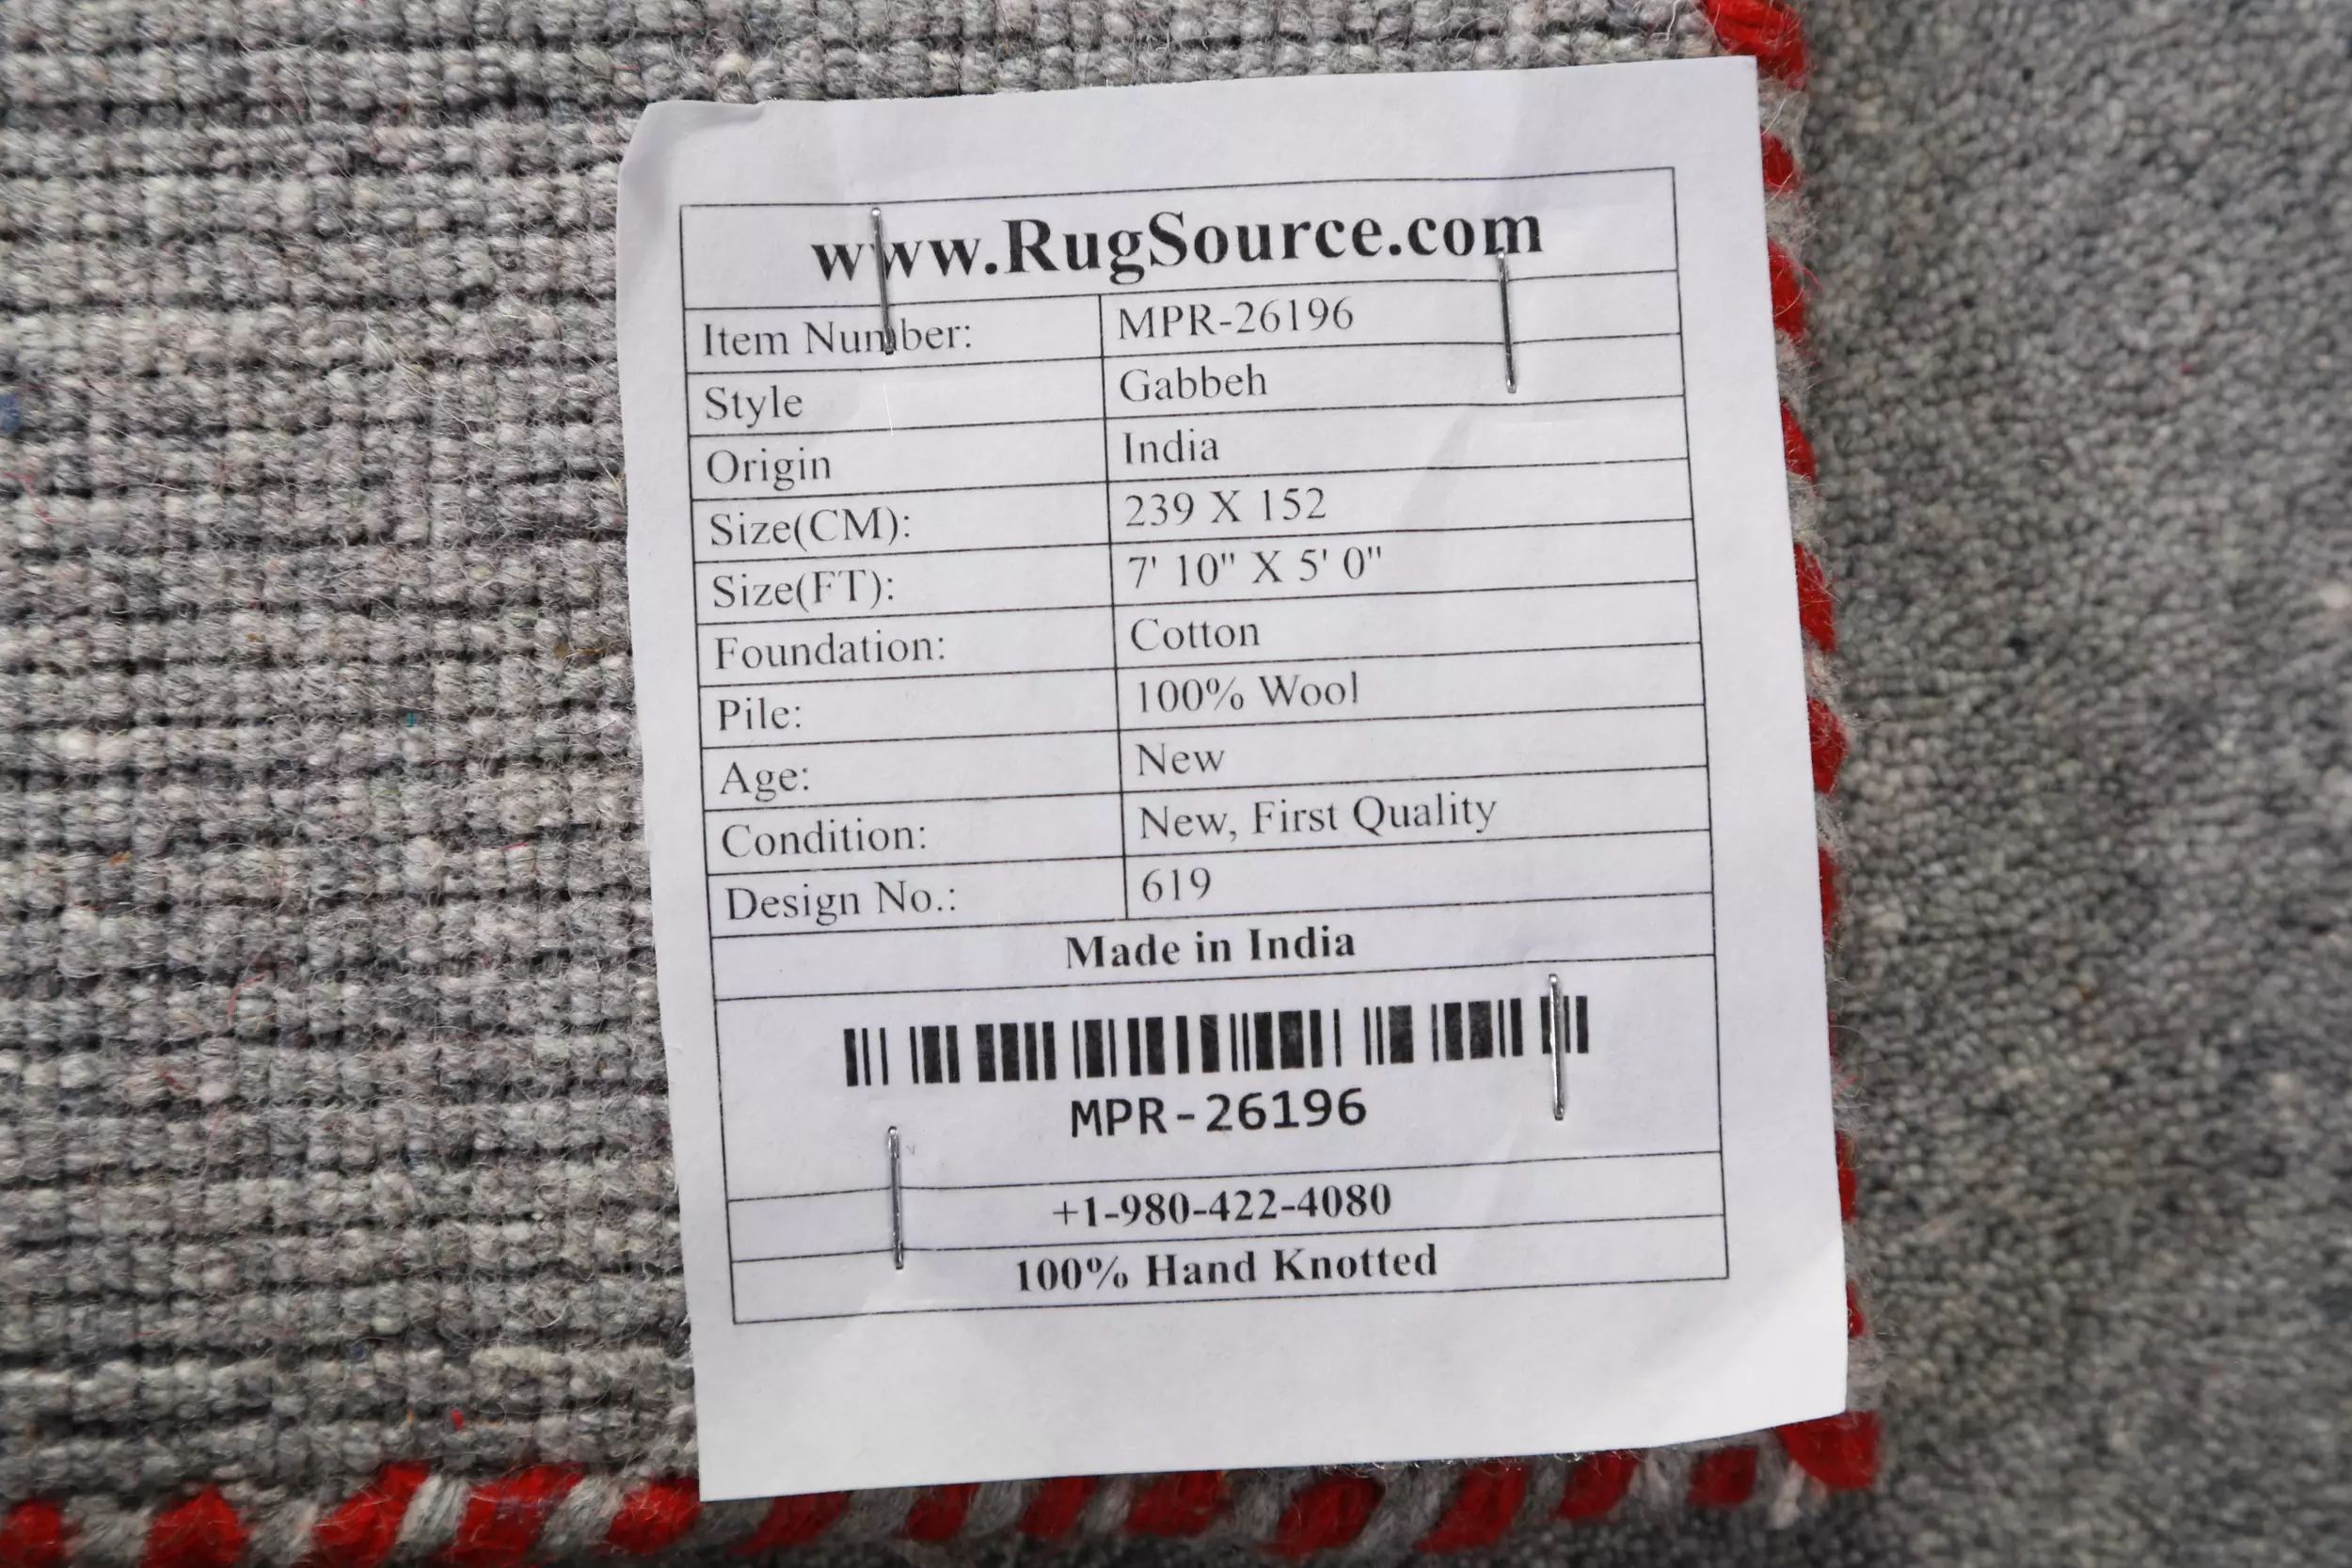 www.RugSource.com
Item Number: MPR-26196
Style Gabbeh
Origin India
Size(CM): 239 X 152
Size(FT): 7' 10" X 5' 0"
Foundation: Cotton
Pile: 100% Wool
Age: New
Condition: New, First Quality
Design No.: 619
Made in India
MPR-26196
+1-980-422-4080
100% Hand Knotted